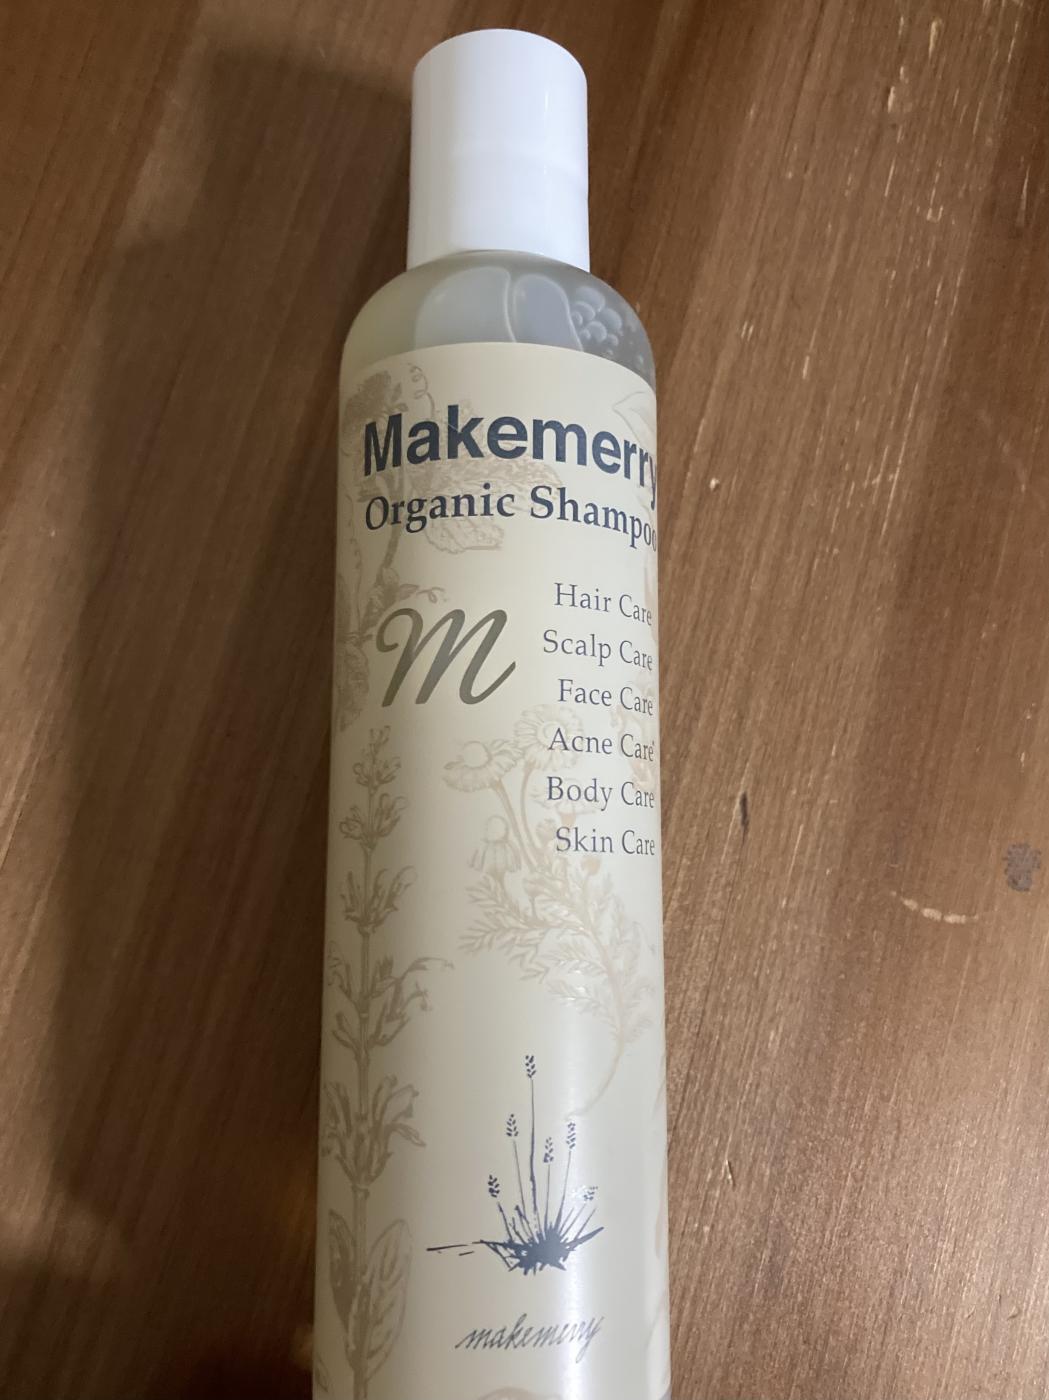 Makemerry
Organic Shampoo
m
Hair Care
Scalp Care
Face Care
Acne Care
Body Care
Skin Care
makemerry